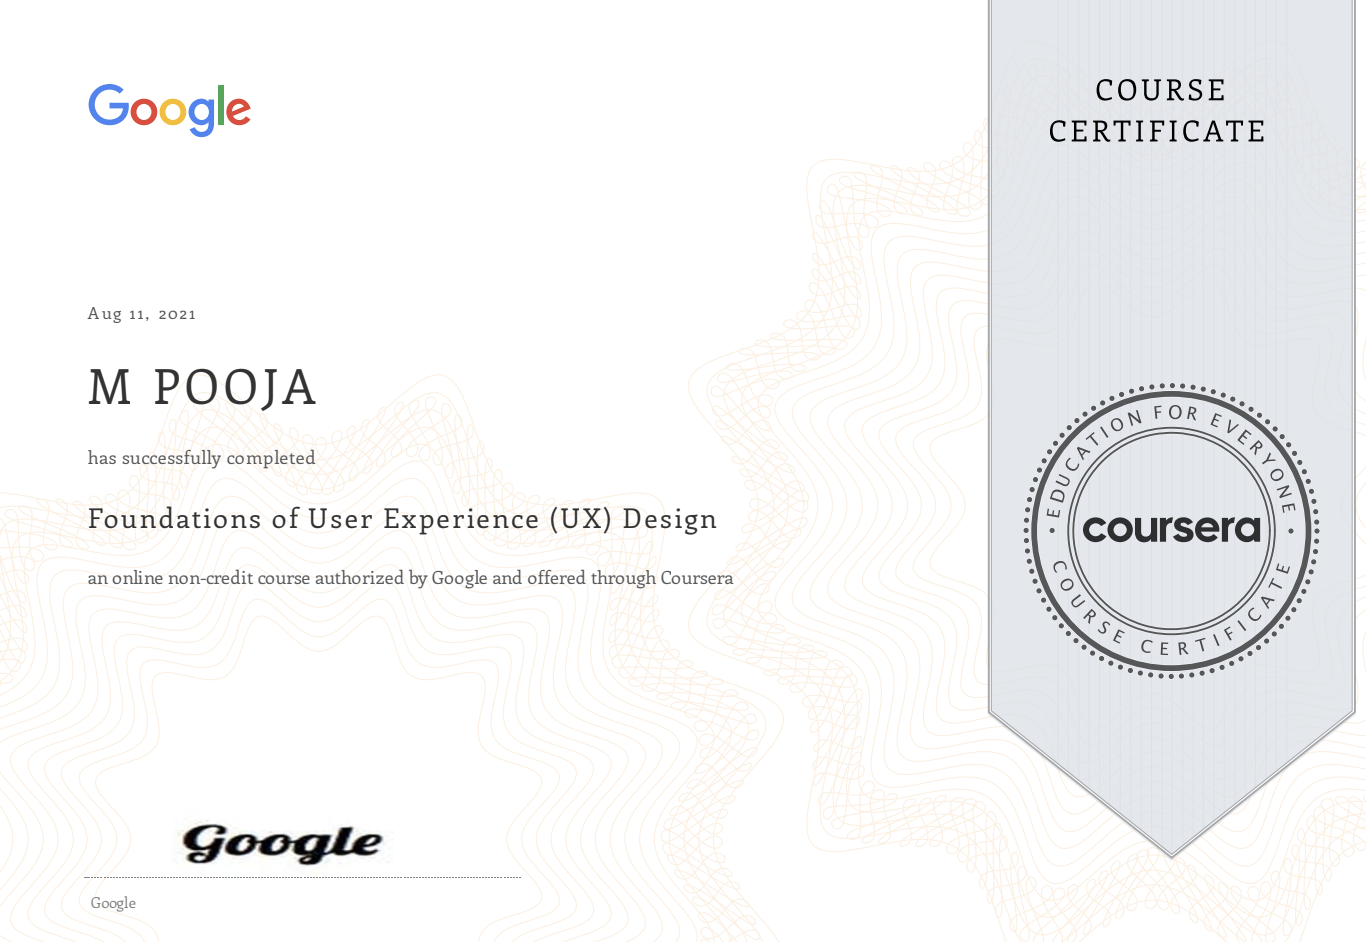 Google
COURSE
CERTIFICATE
Aug 11, 2021
M POOJA
has successfully completed
Foundations of User Experience (UX) Design
an online non-credit course authorized by Google and offered through Coursera
EDUCATION FOR EVERYONE
coursera
COURSE CERTIFICATE
Google
Google